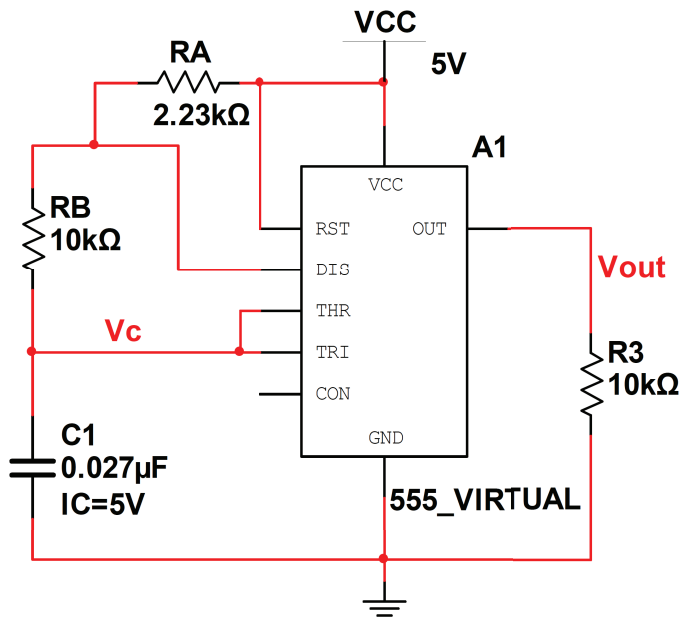 VCC
5V
RA
2.23kΩ
A1
VCC
RB
10kΩ
RST
OUT
DIS
THR
TRI
CON
GND
Vout
Vc
R3
10kΩ
C1
0.027µF
IC=5V
555_VIRTUAL